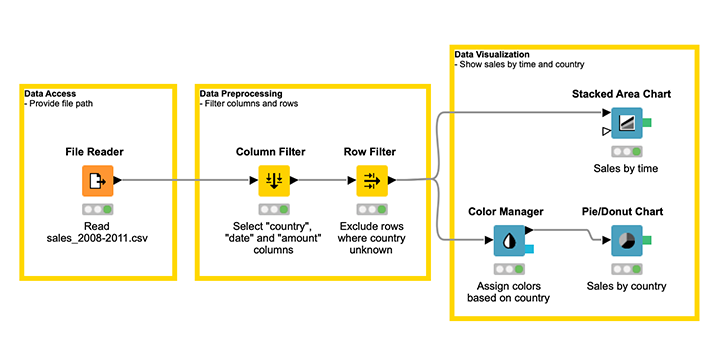 Data Access
- Provide file path
File Reader
Read
sales_2008-2011.csv
Data Preprocessing
- Filter columns and rows
Column Filter
Select "country",
"date" and "amount"
columns
Row Filter
Exclude rows
where country
unknown
Data Visualization
- Show sales by time and country
Stacked Area Chart
Sales by time
Color Manager
Assign colors
based on country
Pie/Donut Chart
Sales by country